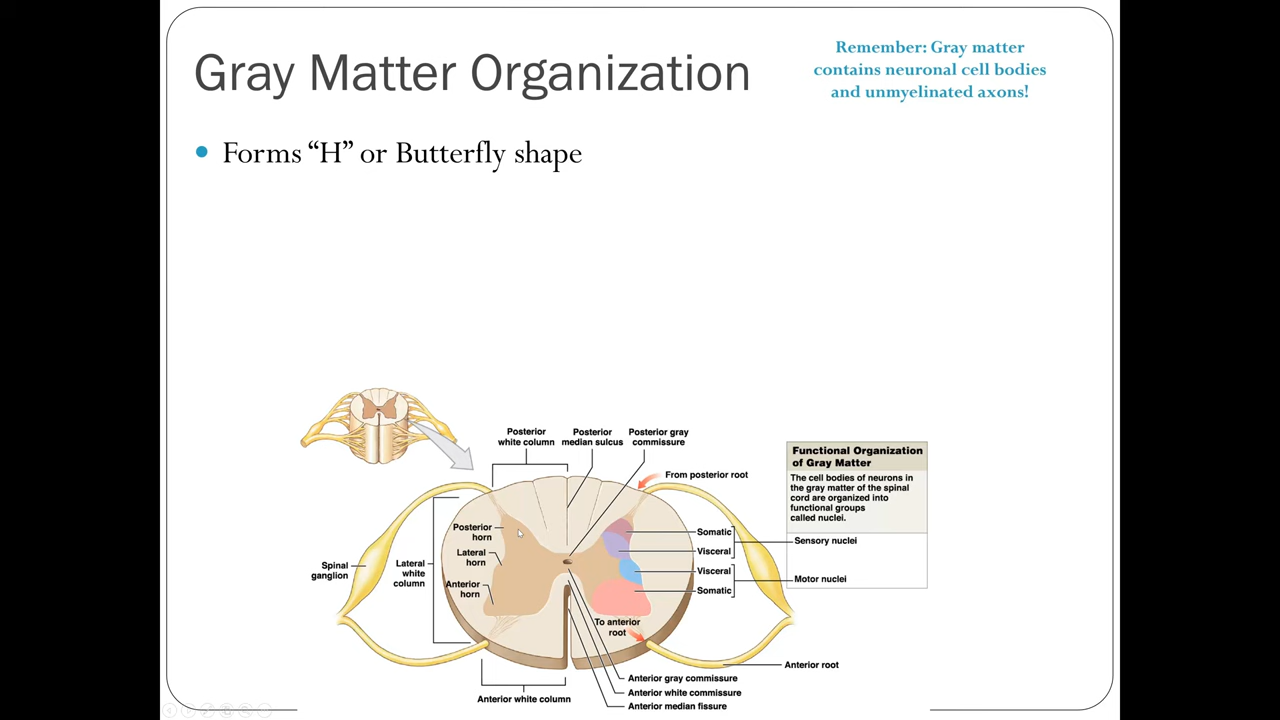 Gray Matter Organization
Remember: Gray matter
contains neuronal cell bodies
and unmyelinated axons!
• Forms “H” or Butterfly shape
Posterior
white column
Posterior
median sulcus
Posterior gray
commissure
From posterior root
Functional Organization
of Gray Matter
The cell bodies of neurons in
the gray matter of the spinal
cord are organized into
functional groups
called nuclei.
Posterior
horn
Lateral
horn
Anterior
horn
Spinal
ganglion
Lateral
white
column
Somatic
Visceral
Sensory nuclei
Visceral
Somatic
Motor nuclei
To anterior
root
Anterior root
Anterior white column
Anterior gray commissure
Anterior white commissure
Anterior median fissure